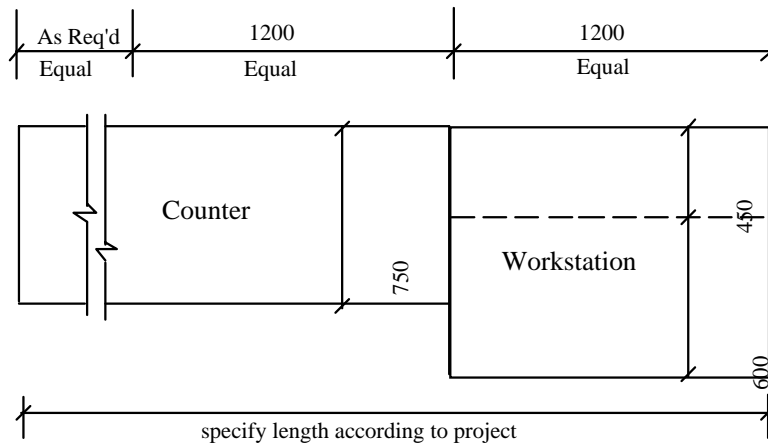 As Req'd
1200
1200
Equal
Equal
Equal
Counter
Workstation
450
750
600
specify length according to project